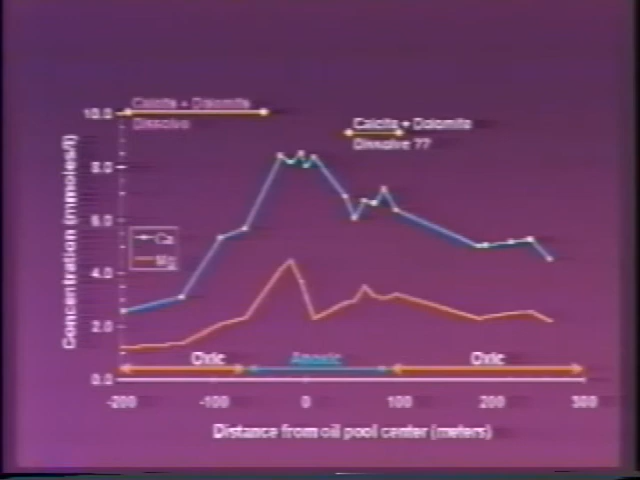 Calcite + Dolomite
Dissolve
Calcite + Dolomite
Dissolve ??
Concentration (mmoles/l)
10.0
8.0
6.0
4.0
2.0
0.0
Ca
Mg
Oxic
Anoxic
Oxic
-200
-100
0
100
200
300
Distance from oil pool center (meters)